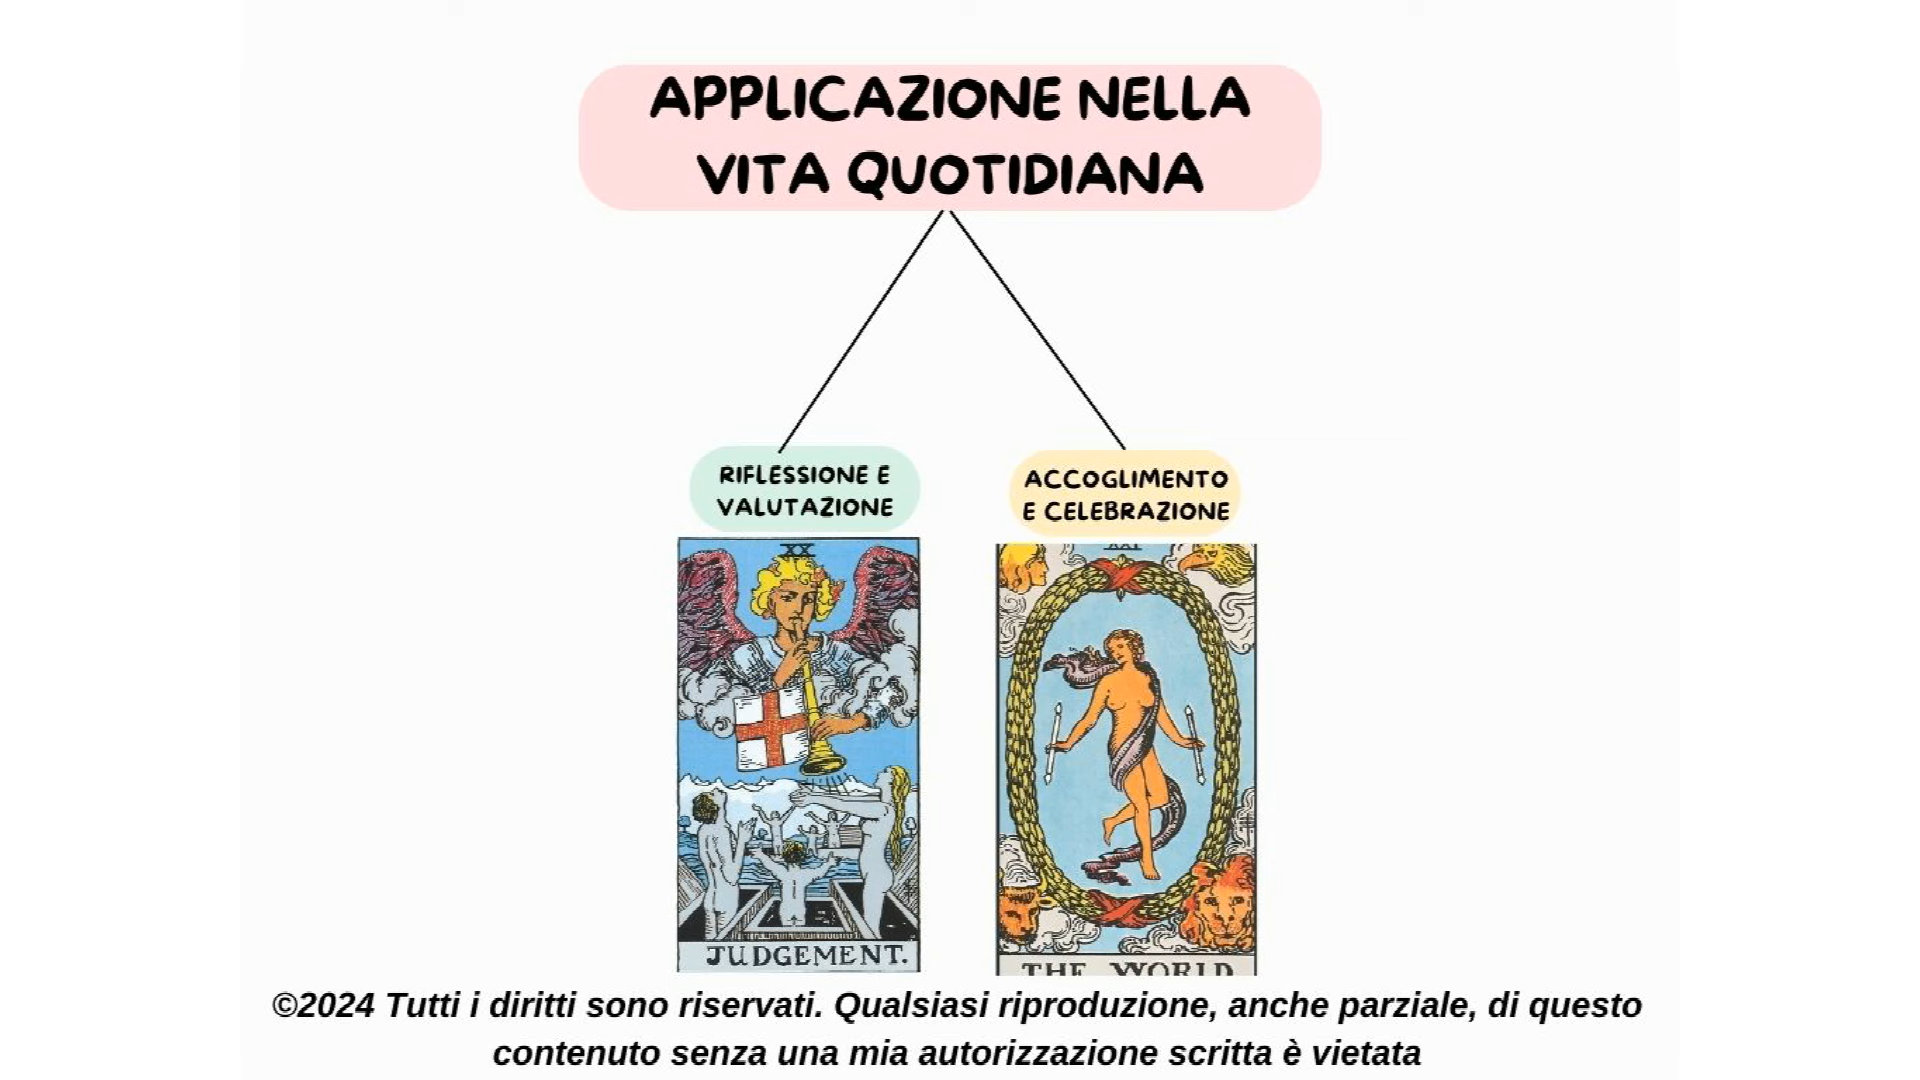 APPLICAZIONE NELLA
VITA QUOTIDIANA
RIFLESSIONE E
VALUTAZIONE
ACCOGLIMENTO
E CELEBRAZIONE
XX
XXI
JUDGEMENT.
THE WORLD
©2024 Tutti i diritti sono riservati. Qualsiasi riproduzione, anche parziale, di questo
contenuto senza una mia autorizzazione scritta è vietata